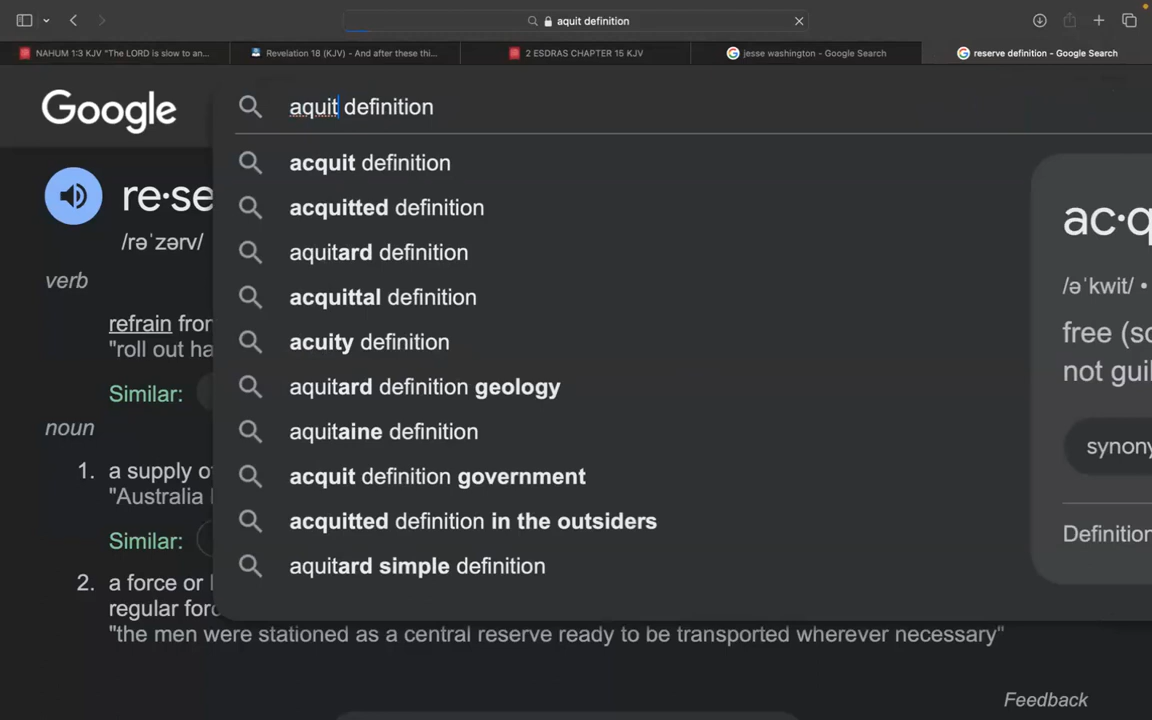 aquit definition
NAHUM 1:3 KJV "The LORD is slow to an...
Revelation 18 (KJV) - And after these thi...
2 ESDRAS CHAPTER 15 KJV
jesse washington - Google Search
reserve definition - Google Search
Google
aquit definition
acquit definition
acquitted definition
aquitard definition
acquittal definition
acuity definition
aquitard definition geology
aquitaine definition
acquit definition government
acquitted definition in the outsiders
aquitard simple definition
re·se
/rəˈzərv/
verb
refrain from
"roll out ha
Similar:
noun
1. a supply of
"Australia
Similar:
2. a force or
regular forc
"the men were stationed as a central reserve ready to be transported wherever necessary"
ac·q
/əˈkwit/ •
free (so
not guil
synony
Definition
Feedback